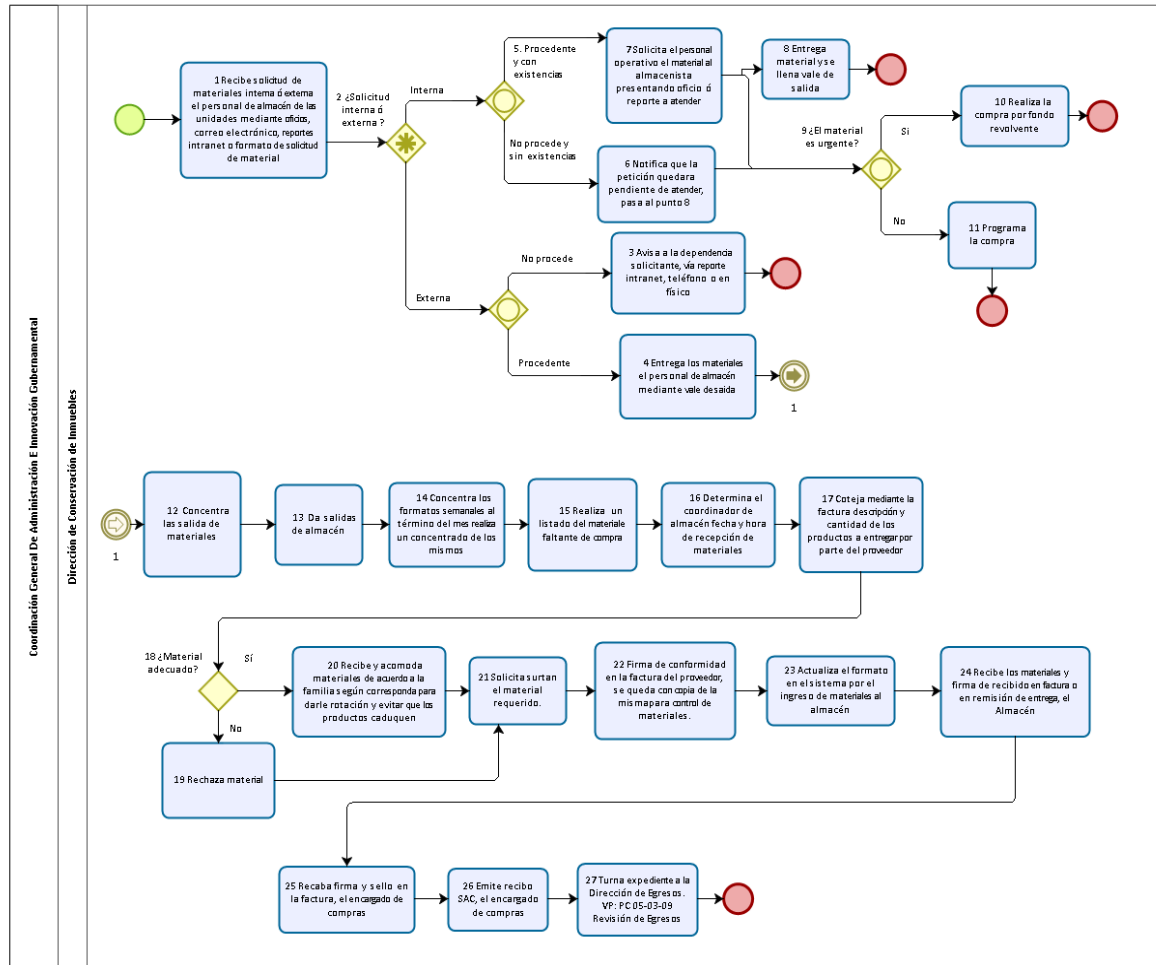 Coordinación General De Administración E Innovación Gubernamental
Dirección de Conservación de Inmuebles
1 Recibe solicitud de
materiales interna ó externa
el personal de almacén de las
unidades mediante oficios,
correo electrónico, reportes
intranet o formato de solicitud
de material
2 ¿Solicitud
interna ó
externa ?
Interna
5. Procedente
y con
existencias
7 Solicita el personal
operativo el material al
almacenista
presentando oficio ó
reporte a atender
8 Entrega
material y se
llena vale de
salida
No procede y
sin existencias
6 Notifica que la
petición quedara
pendiente de atender,
pasa al punto 8
9 ¿El material
es urgente?
Si
10 Realiza la
compra por fondo
revolvente
No
11 Programa
la compra
Externa
No procede
3 Avisa a la dependencia
solicitante, vía reporte
intranet, teléfono o en
físico
Procedente
4 Entrega los materiales
el personal de almacén
mediante vale desaida
1
1
12 Concentra
las salida de
materiales
13 Da salidas
de almacén
14 Concentra los
formatos semanales al
término del mes realiza
un concentrado de los
mismos
15 Realiza un
listado del materiale
faltante de compra
16 Determina el
coordinador de
almacén fecha y hora
de recepción de
materiales
17 Coteja mediante la
factura descripción y
cantidad de los
productos a entregar por
parte del proveedor
18 ¿Material
adecuado?
Sí
No
19 Rechaza material
20 Recibe y acomoda
materiales de acuerdo a la
familia según corresponda para
darle rotación y evitar que los
productos caduquen
21 Solicita surtan
el material
requerido.
22 Firma de conformidad
en la factura del proveedor,
se queda con copia de la
misma para control de
materiales.
23 Actualiza el formato
en el sistema por el
ingreso de materiales al
almacén
24 Recibe los materiales y
firma de recibido en factura o
en remisión de entrega, el
Almacén
25 Recaba firma y sello en
la factura, el encargado de
compras
26 Emite recibo
SAC, el encargado
de compras
27 Turna expediente a la
Dirección de Egresos.
VP: PC 05-03-09
Revisión de Egresos